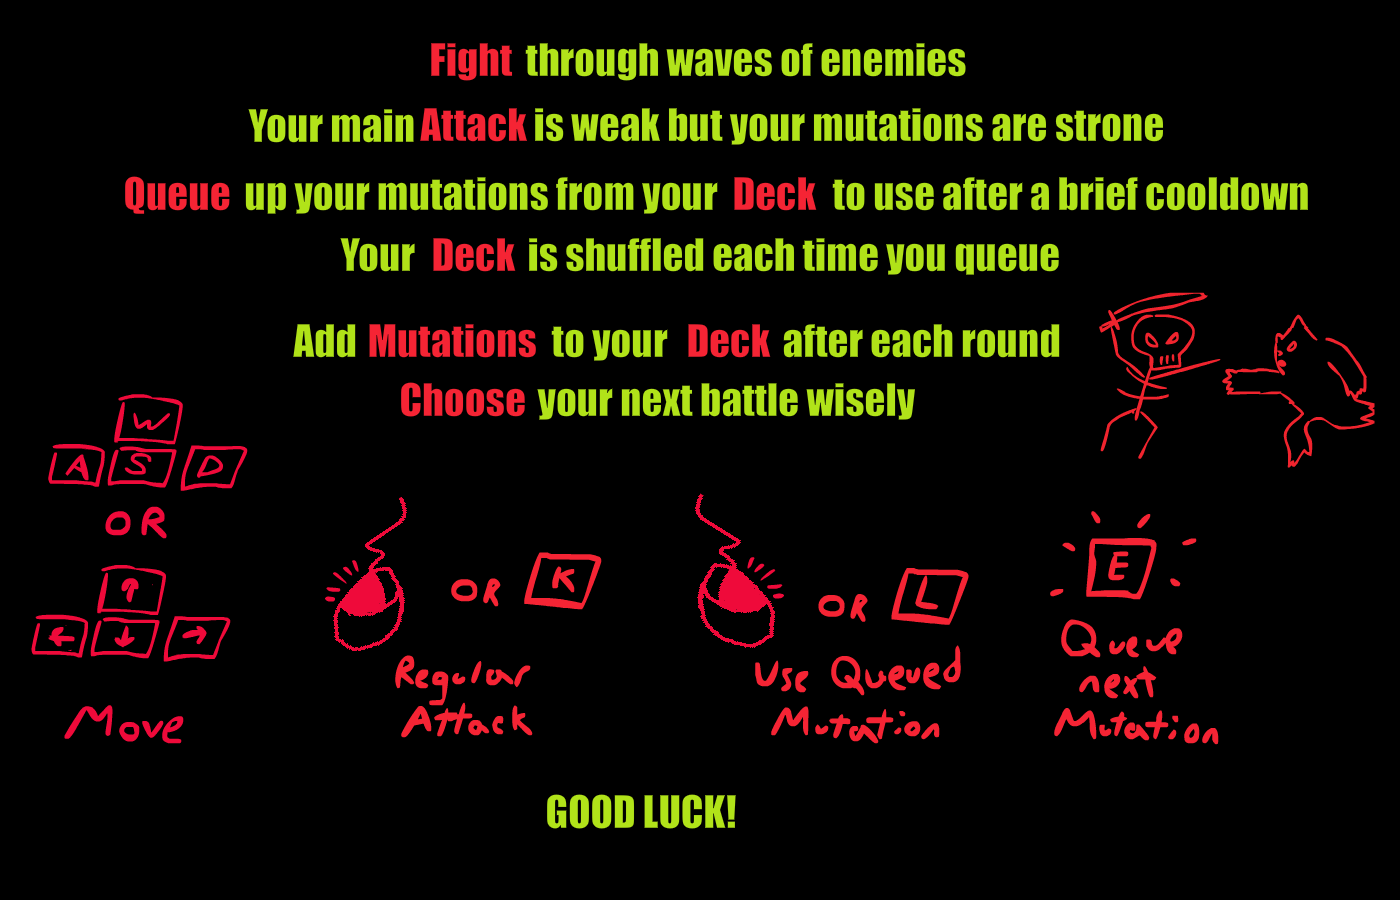 Fight through waves of enemies
Your main Attack is weak but your mutations are strone
Queue up your mutations from your Deck to use after a brief cooldown
Your Deck is shuffled each time you queue
Add Mutations to your Deck after each round
Choose your next battle wisely
W
A S D
OR
↑
← ↓ →
Move
OR K
Regular
Attack
OR L
Use Queued
Mutation
E
Queue
next
Mutation
GOOD LUCK!